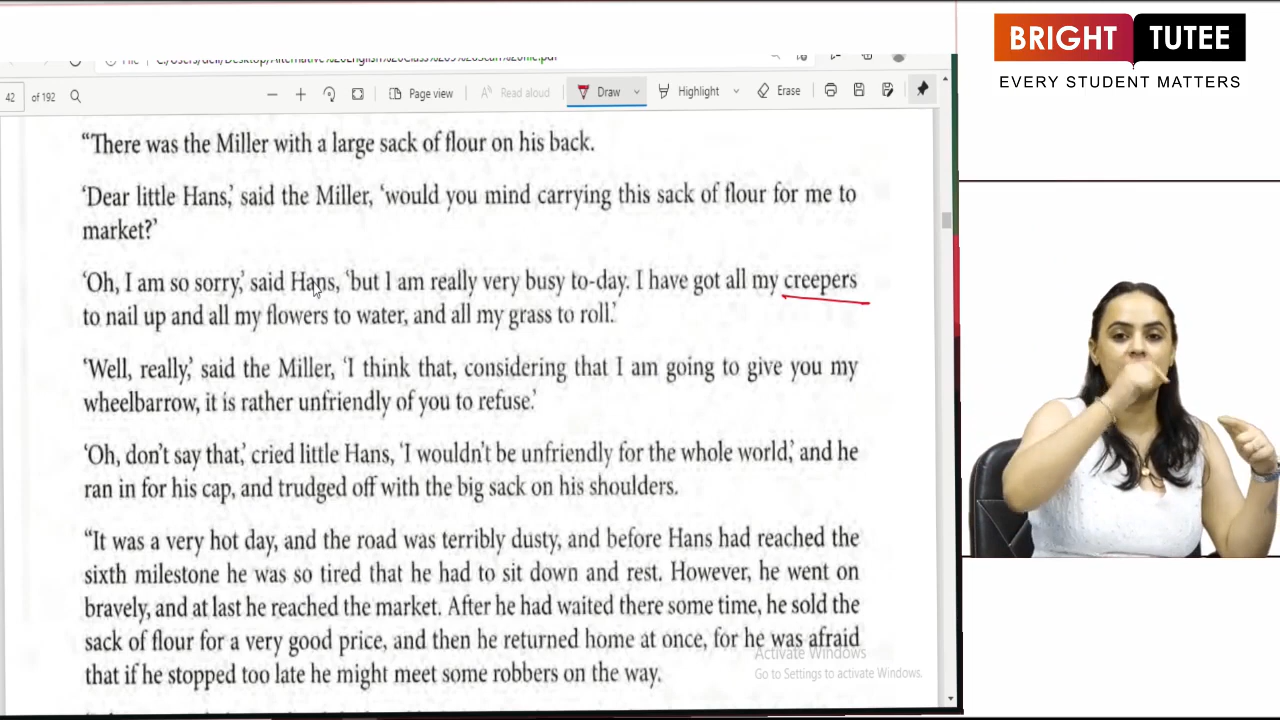 BRIGHT TUTEE
EVERY STUDENT MATTERS
42 of 192 Page view Read aloud Draw Highlight Erase
“There was the Miller with a large sack of flour on his back.
‘Dear little Hans,’ said the Miller, ‘would you mind carrying this sack of flour for me to
market?’
‘Oh, I am so sorry,’ said Hans, ‘but I am really very busy to-day. I have got all my creepers
to nail up and all my flowers to water, and all my grass to roll.’
‘Well, really,’ said the Miller, ‘I think that, considering that I am going to give you my
wheelbarrow, it is rather unfriendly of you to refuse.’
‘Oh, don’t say that,’ cried little Hans, ‘I wouldn’t be unfriendly for the whole world,’ and he
ran in for his cap, and trudged off with the big sack on his shoulders.
“It was a very hot day, and the road was terribly dusty, and before Hans had reached the
sixth milestone he was so tired that he had to sit down and rest. However, he went on
bravely, and at last he reached the market. After he had waited there some time, he sold the
sack of flour for a very good price, and then he returned home at once, for he was afraid
that if he stopped too late he might meet some robbers on the way.
Activate Windows
Go to Settings to activate Windows.